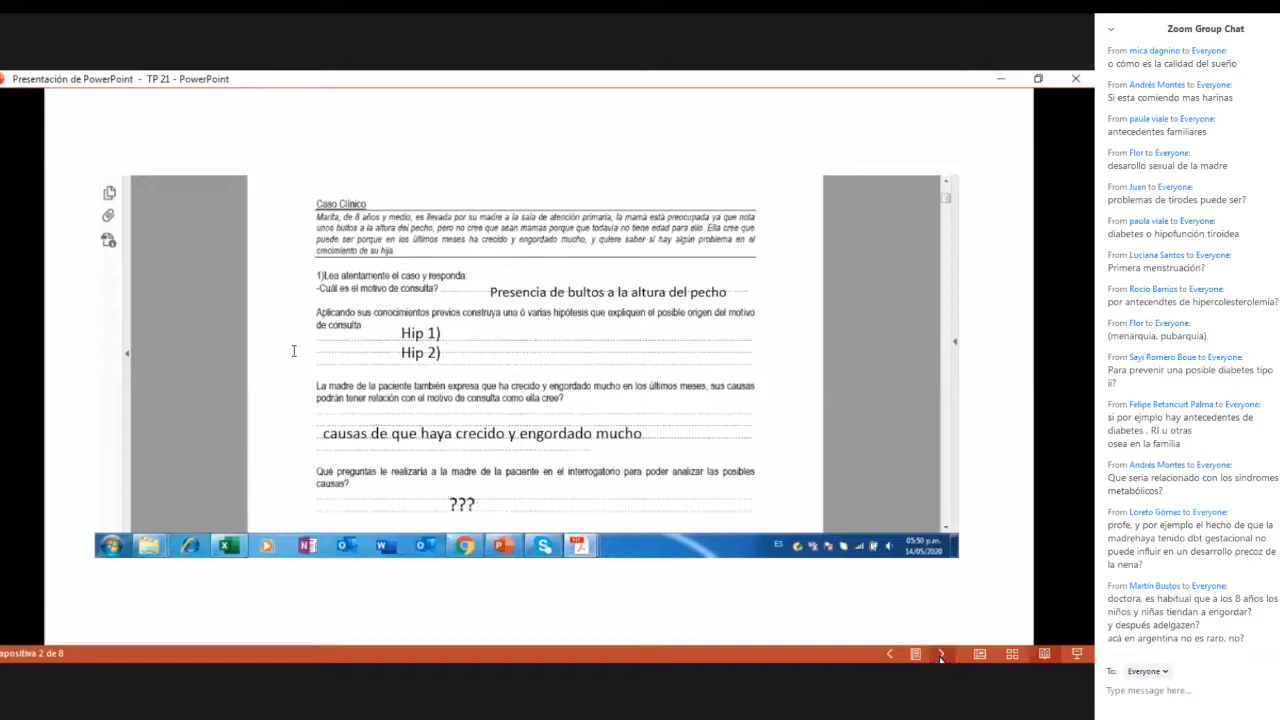 Presentación de PowerPoint - TP 21 - PowerPoint
Caso Clínico
Marita, de 8 años y medio, es llevada por su madre a la sala de atención primaria; la mamá está preocupada ya que nota
unos bultos a la altura del pecho, pero no cree que sean mamas porque que todavía no tiene edad para ello. Ella cree que
puede ser porque en los últimos meses ha crecido y engordado mucho, y quiere saber si hay algún problema en el
crecimiento de su hija.
1)Lea atentamente el caso y responda:
-Cuál es el motivo de consulta?
Presencia de bultos a la altura del pecho
Aplicando sus conocimientos previos construya una ó varias hipótesis que expliquen el posible origen del motivo
de consulta
Hip 1)
Hip 2)
La madre de la paciente también expresa que ha crecido y engordado mucho en los últimos meses, sus causas
podrán tener relación con el motivo de consulta como ella cree?
causas de que haya crecido y engordado mucho
Qué preguntas le realizaría a la madre de la paciente en el interrogatorio para poder analizar las posibles
causas?
???
ES
05:50 p.m.
14/05/2020
apositiva 2 de 8
Zoom Group Chat
From mica dagnino to Everyone:
o cómo es la calidad del sueño
From Andrés Montes to Everyone:
Si esta comiendo mas harinas
From paula viale to Everyone:
antecedentes familiares
From Flor to Everyone:
desarollo sexual de la madre
From Juan to Everyone:
problemas de tirodes puede ser?
From paula viale to Everyone:
diabetes o hipofunción tiroidea
From Luciana Santos to Everyone:
Primera menstruación?
From Rocio Barrios to Everyone:
por antecendtes de hipercolesterolemia?
From Flor to Everyone:
(menarquia, pubarquia)
From Sayi Romero Boue to Everyone:
Para prevenir una posible diabetes tipo
ii?
From Felipe Betancurt Palma to Everyone:
si por ejmplo hay antecedentes de
diabetes , RI u otras
osea en la familia
From Andrés Montes to Everyone:
Que seria relacionado con los sindromes
metabólicos?
From Loreto Gómez to Everyone:
profe, y por ejemplo el hecho de que la
madrehaya tenido dbt gestacional no
puede influir en un desarrollo precoz de
la nena?
From Martín Bustos to Everyone:
doctora, es habitual que a los 8 años los
niños y niñas tiendan a engordar?
y después adelgazen?
acá en argentina no es raro, no?
To: Everyone
Type message here...